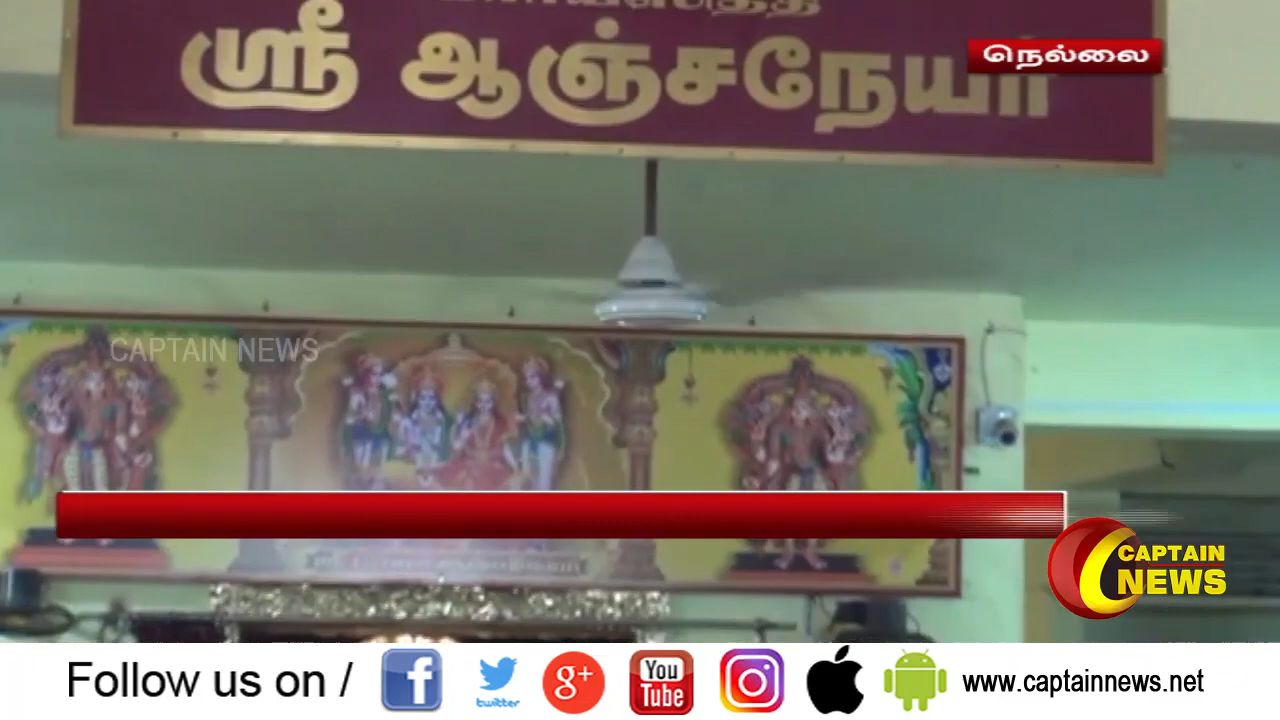 ஸ்ரீ ஆஞ்சநேயர்
நெல்லை
CAPTAIN NEWS
CAPTAIN
NEWS
Follow us on /
f
twitter
g+
You
Tube
www.captainnews.net